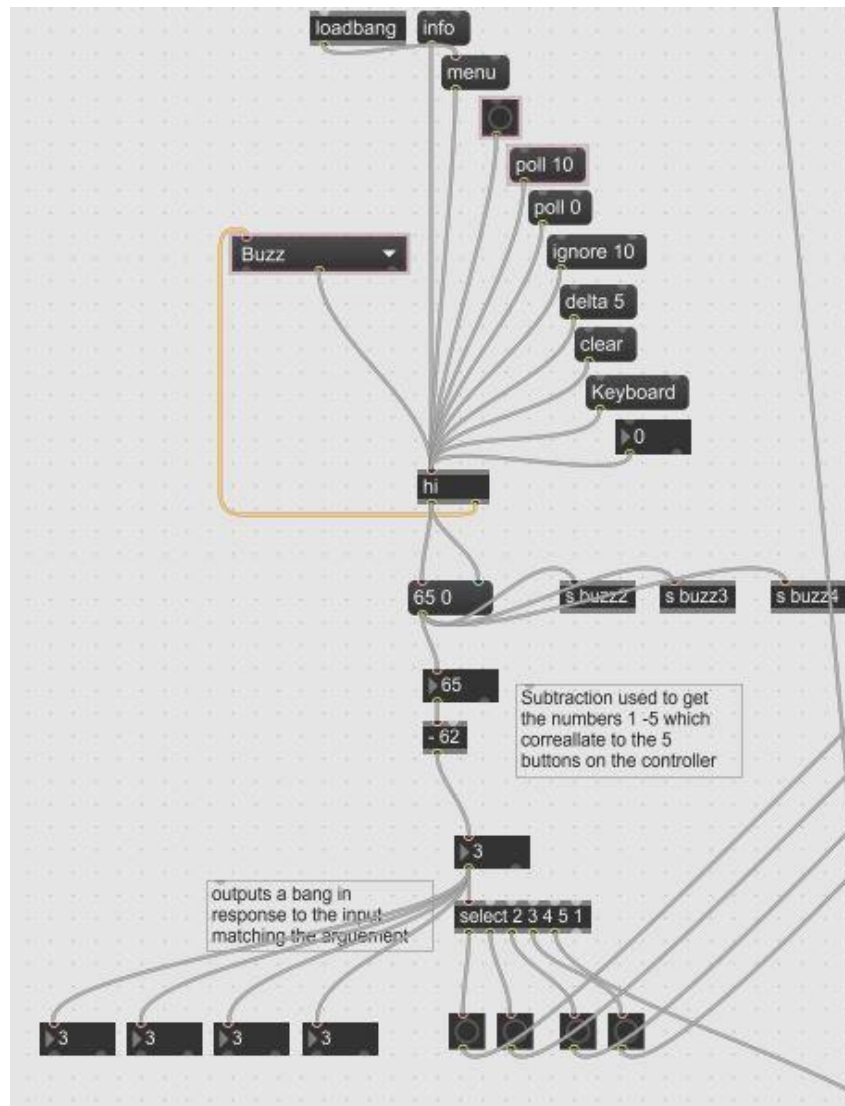 loadbang
info
menu
poll 10
poll 0
Buzz
ignore 10
delta 5
clear
Keyboard
0
hi
65 0
s buzz2
s buzz3
s buzz4
65
- 62
Subtraction used to get
the numbers 1 -5 which
correallate to the 5
buttons on the controller
3
outputs a bang in
response to the input
matching the arguement
select 2 3 4 5 1
3
3
3
3